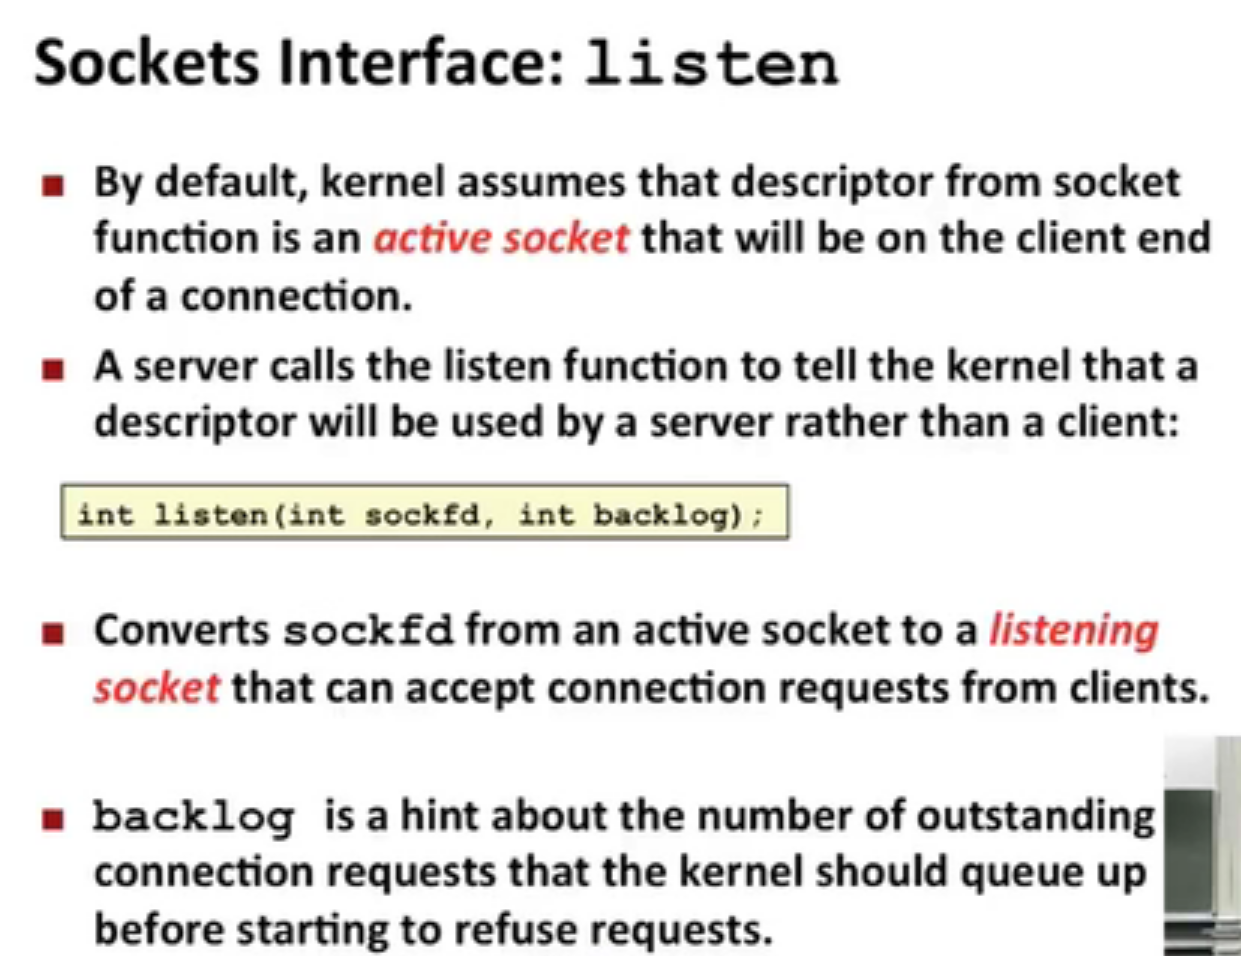 Sockets Interface: listen
By default, kernel assumes that descriptor from socket
function is an active socket that will be on the client end
of a connection.
A server calls the listen function to tell the kernel that a
descriptor will be used by a server rather than a client:
int listen(int sockfd, int backlog);
Converts sockfd from an active socket to a listening
socket that can accept connection requests from clients.
backlog is a hint about the number of outstanding
connection requests that the kernel should queue up
before starting to refuse requests.